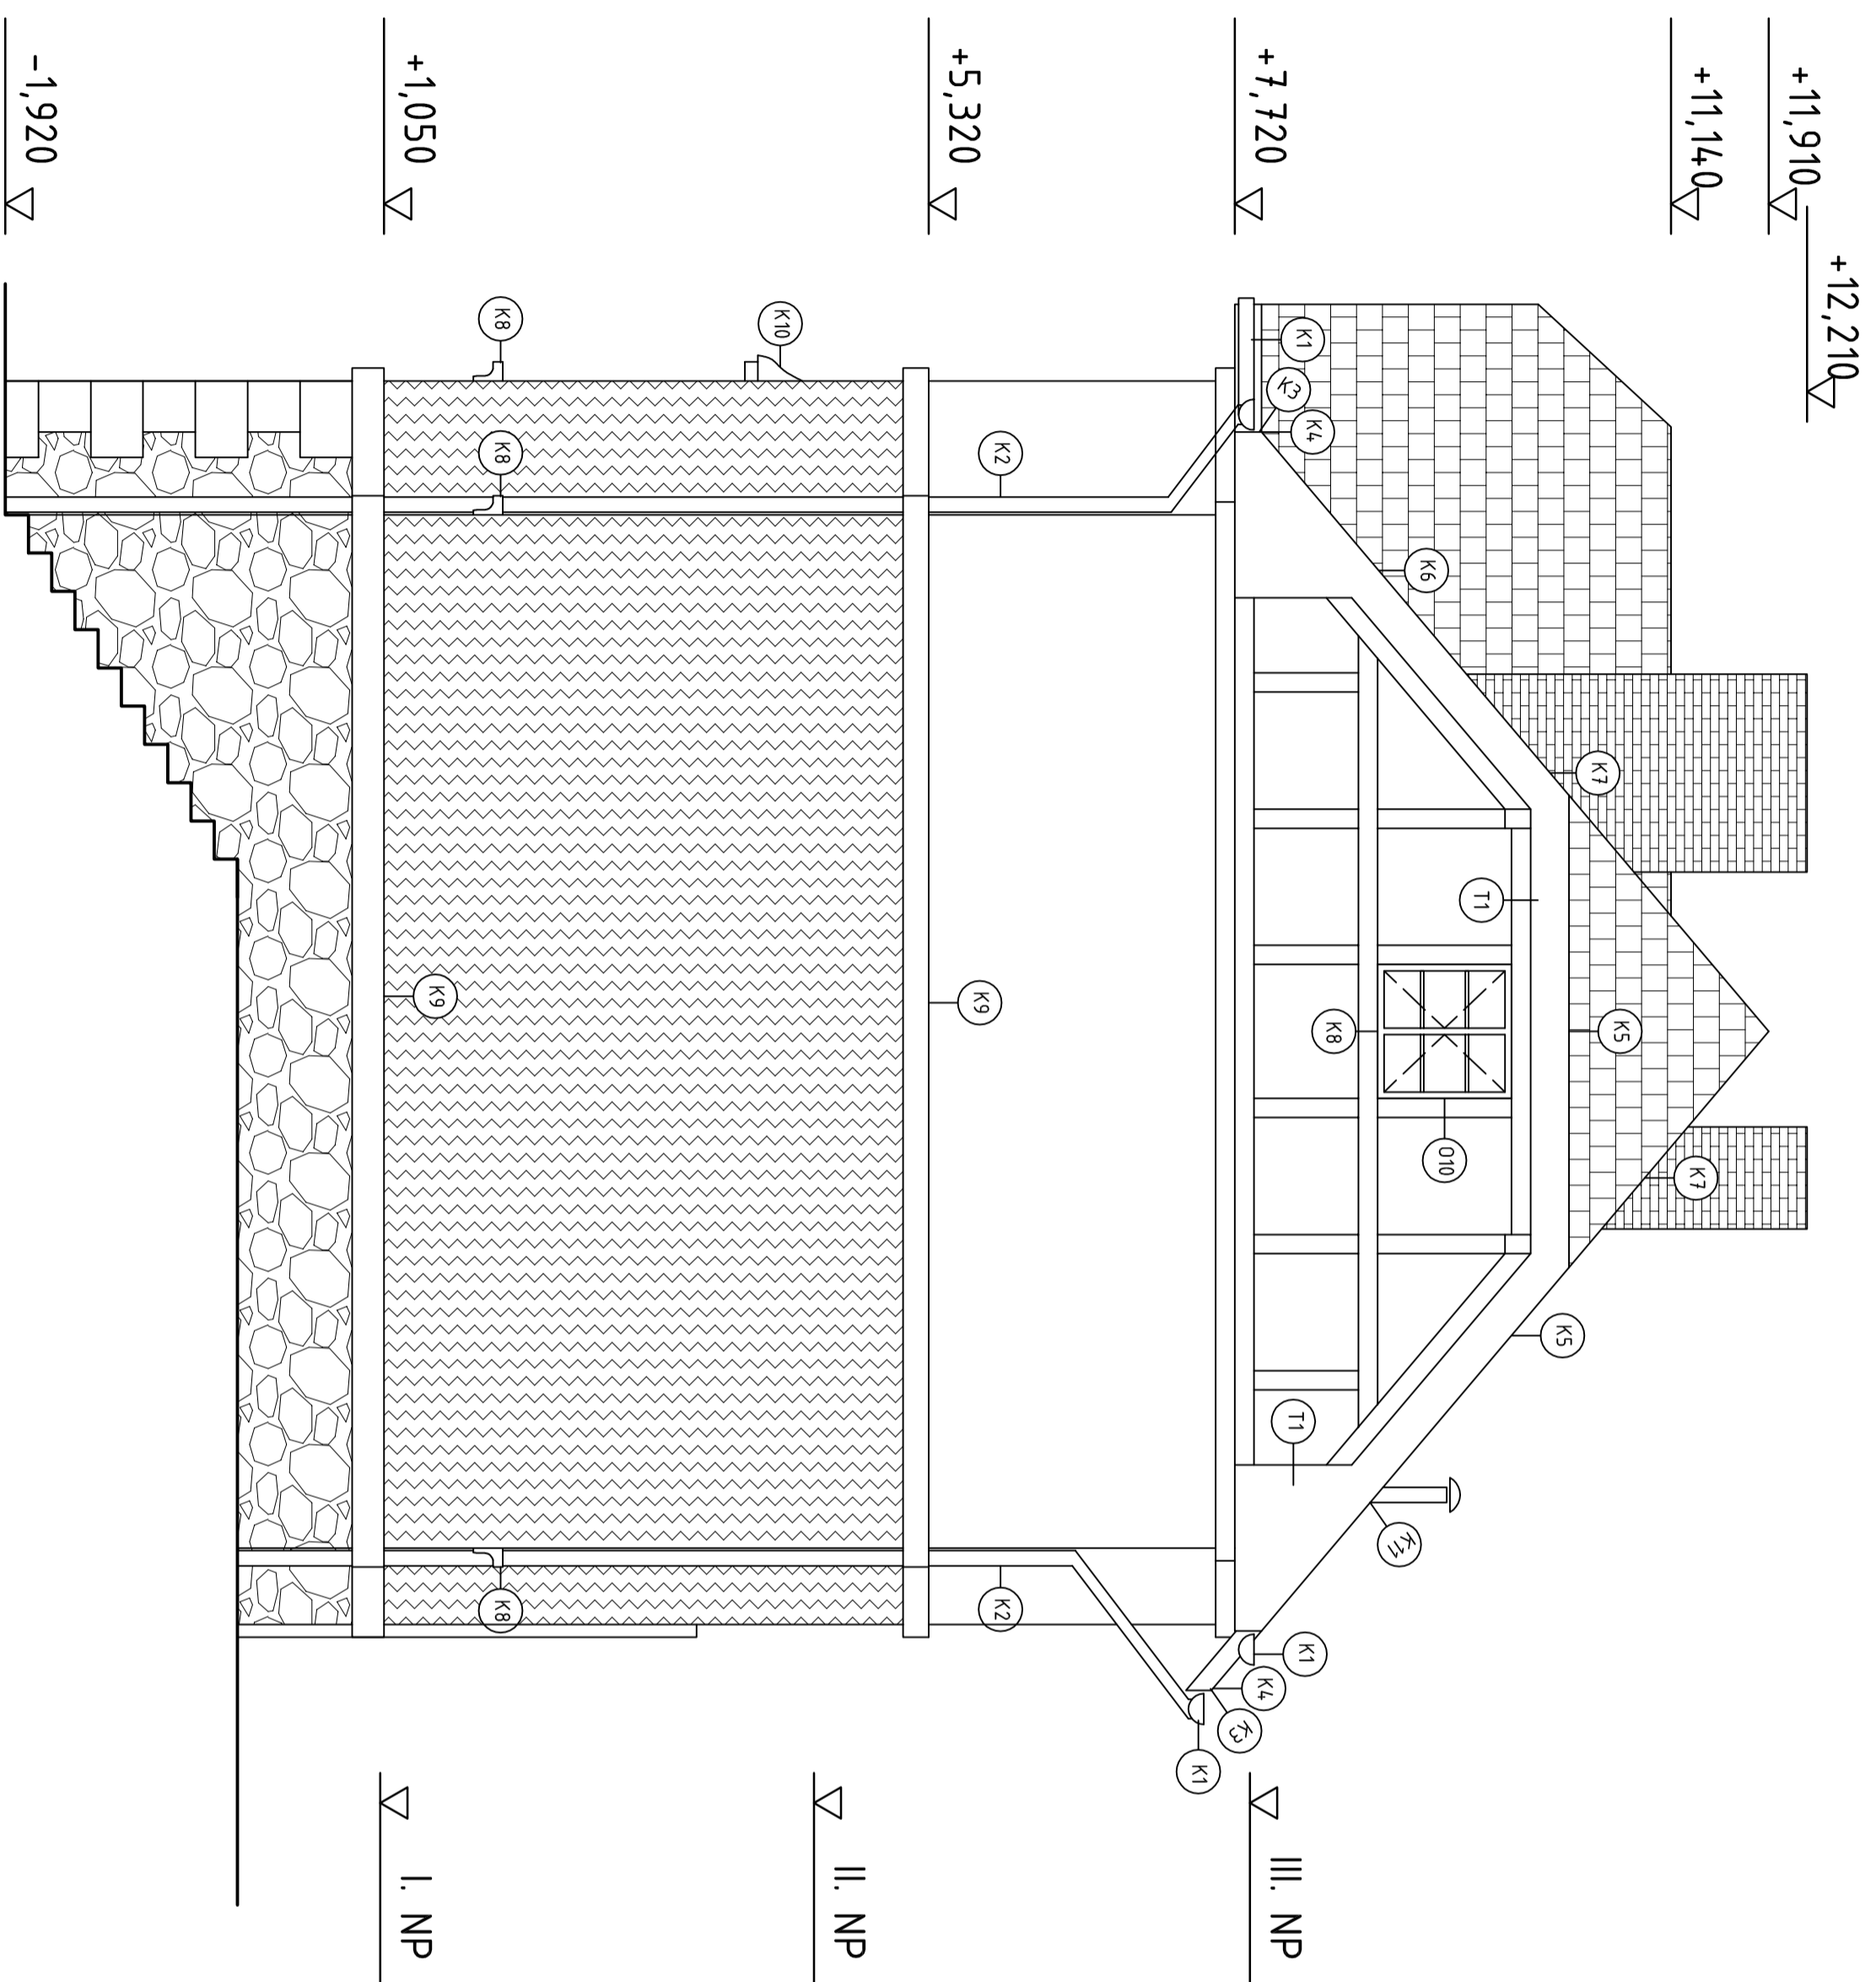 +12,210
+11,910
+11,140
+7,720
+5,320
+1,050
-1,920
K7
K7
K5
K5
T1
K6
O10
K11
K8
K4
K3
K1
T1
K1
K4
K3
K1
K2
K9
K2
K10
K8
K8
K8
K9
III. NP
II. NP
I. NP